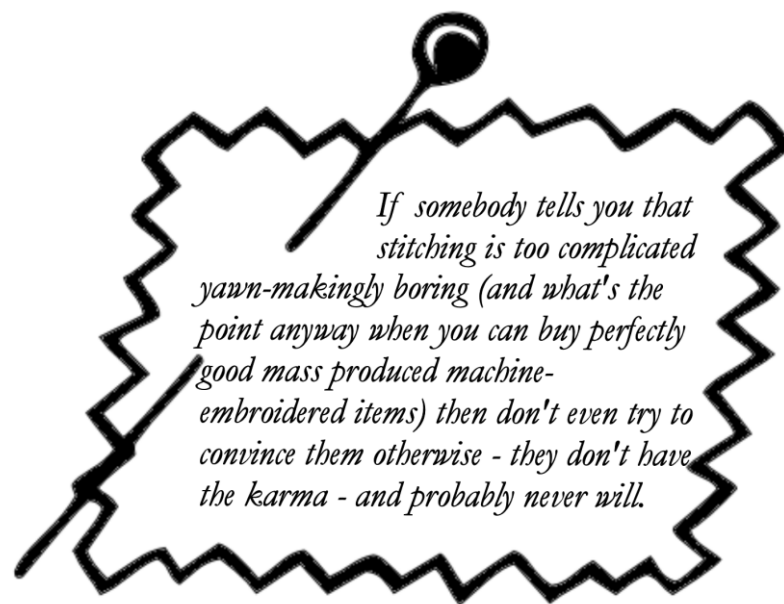 If somebody tells you that
stitching is too complicated
yawn-makingly boring (and what's the
point anyway when you can buy perfectly
good mass produced machine-
embroidered items) then don't even try to
convince them otherwise - they don't have
the karma - and probably never will.